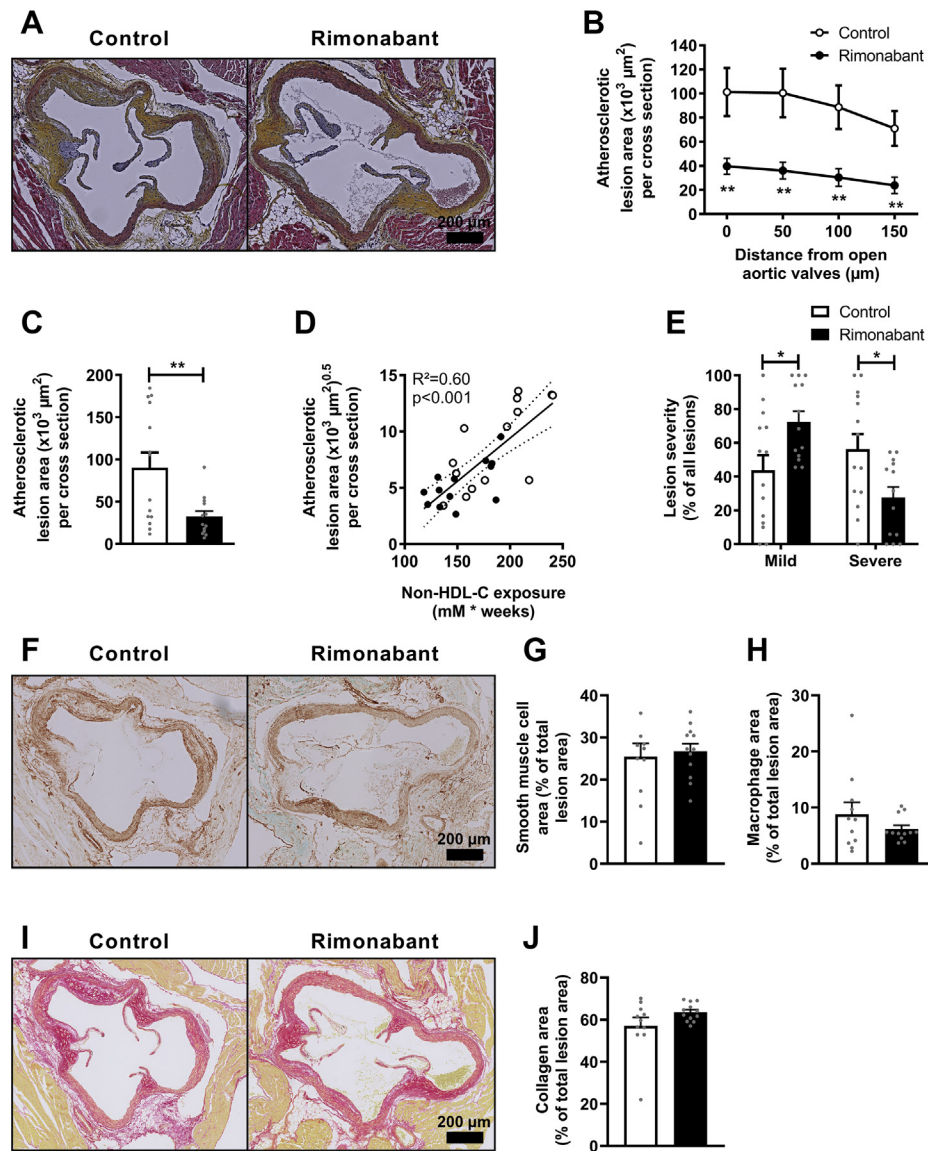 A
Control
Rimonabant
200 µm
B
Control
Rimonabant
Atherosclerotic
lesion area (x10³ µm²)
per cross section)
120
100
80
60
40
20
0
**
**
**
**
0
50
100
150
Distance from open
aortic valves (µm)
C
Atherosclerotic
lesion area (x10³ µm²)
per cross section)
200
150
100
50
0
**
D
Atherosclerotic
lesion area (x10³ µm²)⁰·⁵
per cross section)
R²=0.60
p<0.001
15
10
5
0
100
150
200
250
Non-HDL-C exposure
(mM * weeks)
E
Control
Rimonabant
Lesion severity
(% of all lesions)
100
80
60
40
20
0
*
*
Mild
Severe
F
Control
Rimonabant
200 µm
G
Smooth muscle cell
area (% of total
lesion area)
40
30
20
10
0
H
Macrophage area
(% of total lesion area)
30
20
10
0
I
Control
Rimonabant
200 µm
J
Collagen area
(% of total lesion area)
80
60
40
20
0